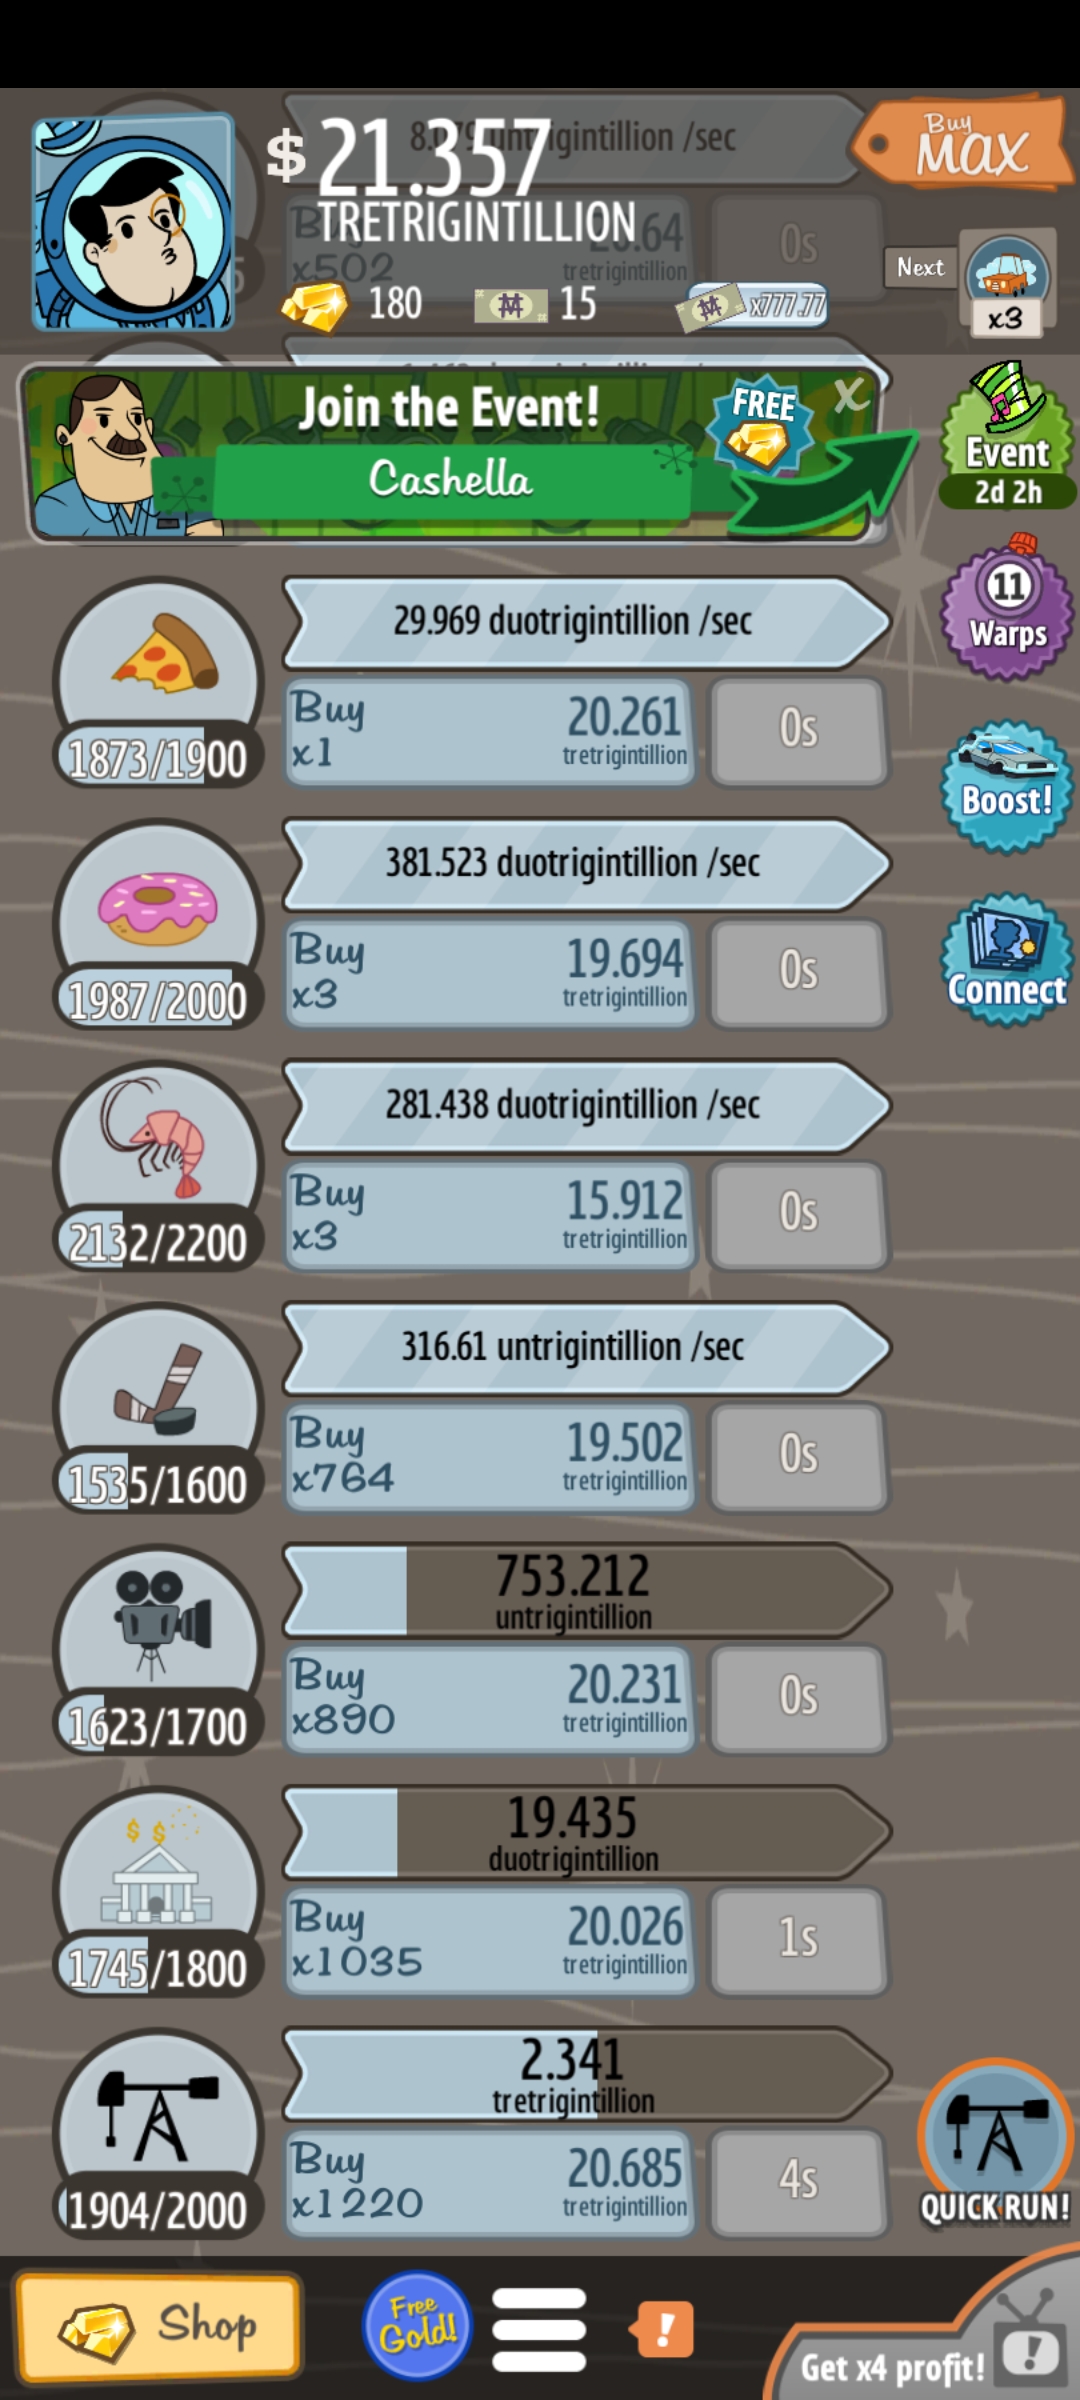 Buy
MAX
$ 21.357
TRETRIGINTILLION
untrigintillion /sec
Buy
x502
tretrigintillion
0s
Next
x3
180
15
x777.77
Join the Event!
Cashella
FREE
X
Event
2d 2h
11
Warps
Boost!
Connect
29.969 duotrigintillion /sec
1873/1900
Buy
x1
20.261
tretrigintillion
0s
381.523 duotrigintillion /sec
1987/2000
Buy
x3
19.694
tretrigintillion
0s
281.438 duotrigintillion /sec
2132/2200
Buy
x3
15.912
tretrigintillion
0s
316.61 untrigintillion /sec
1535/1600
Buy
x764
19.502
tretrigintillion
0s
753.212
untrigintillion
1623/1700
Buy
x890
20.231
tretrigintillion
0s
19.435
duotrigintillion
1745/1800
Buy
x1035
20.026
tretrigintillion
1s
2.341
tretrigintillion
1904/2000
Buy
x1220
20.685
tretrigintillion
4s
QUICK RUN!
Shop
Free
Gold!
!
Get x4 profit!
!